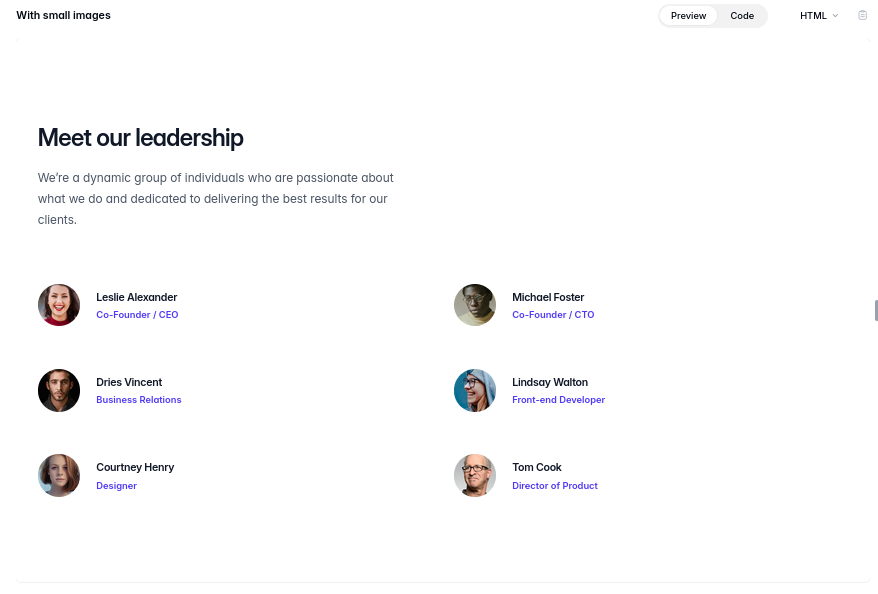 With small images
Preview
Code
HTML
Meet our leadership
We're a dynamic group of individuals who are passionate about
what we do and dedicated to delivering the best results for our
clients.
Leslie Alexander
Co-Founder / CEO
Michael Foster
Co-Founder / CTO
Dries Vincent
Business Relations
Lindsay Walton
Front-end Developer
Courtney Henry
Designer
Tom Cook
Director of Product